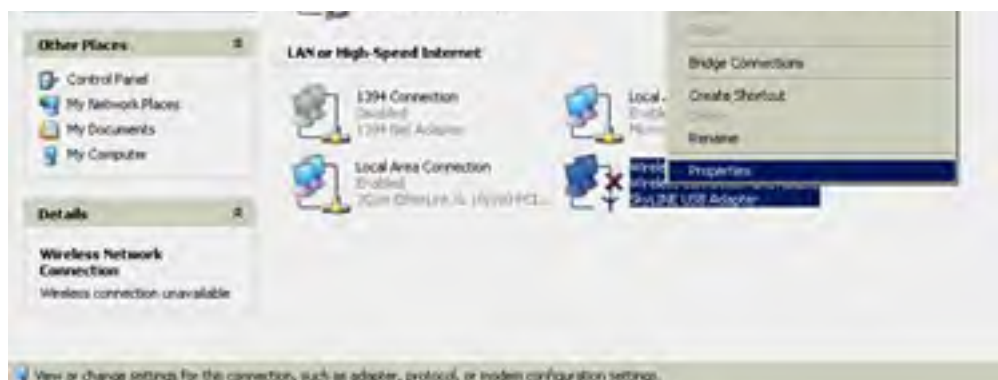 Other Places
Control Panel
My Network Places
My Documents
My Computer
Details
Wireless Network
Connection
Wireless connection unavailable
LAN or High-Speed Internet
1394 Connection
Disabled
1394 Net Adapter
Local Area Connection
Enabled
Local
Bridge Connections
Create Shortcut
Rename
Properties
SkyLINE USB Adapter
View or change settings for this connection, such as adapter, protocol, or modem configuration settings.